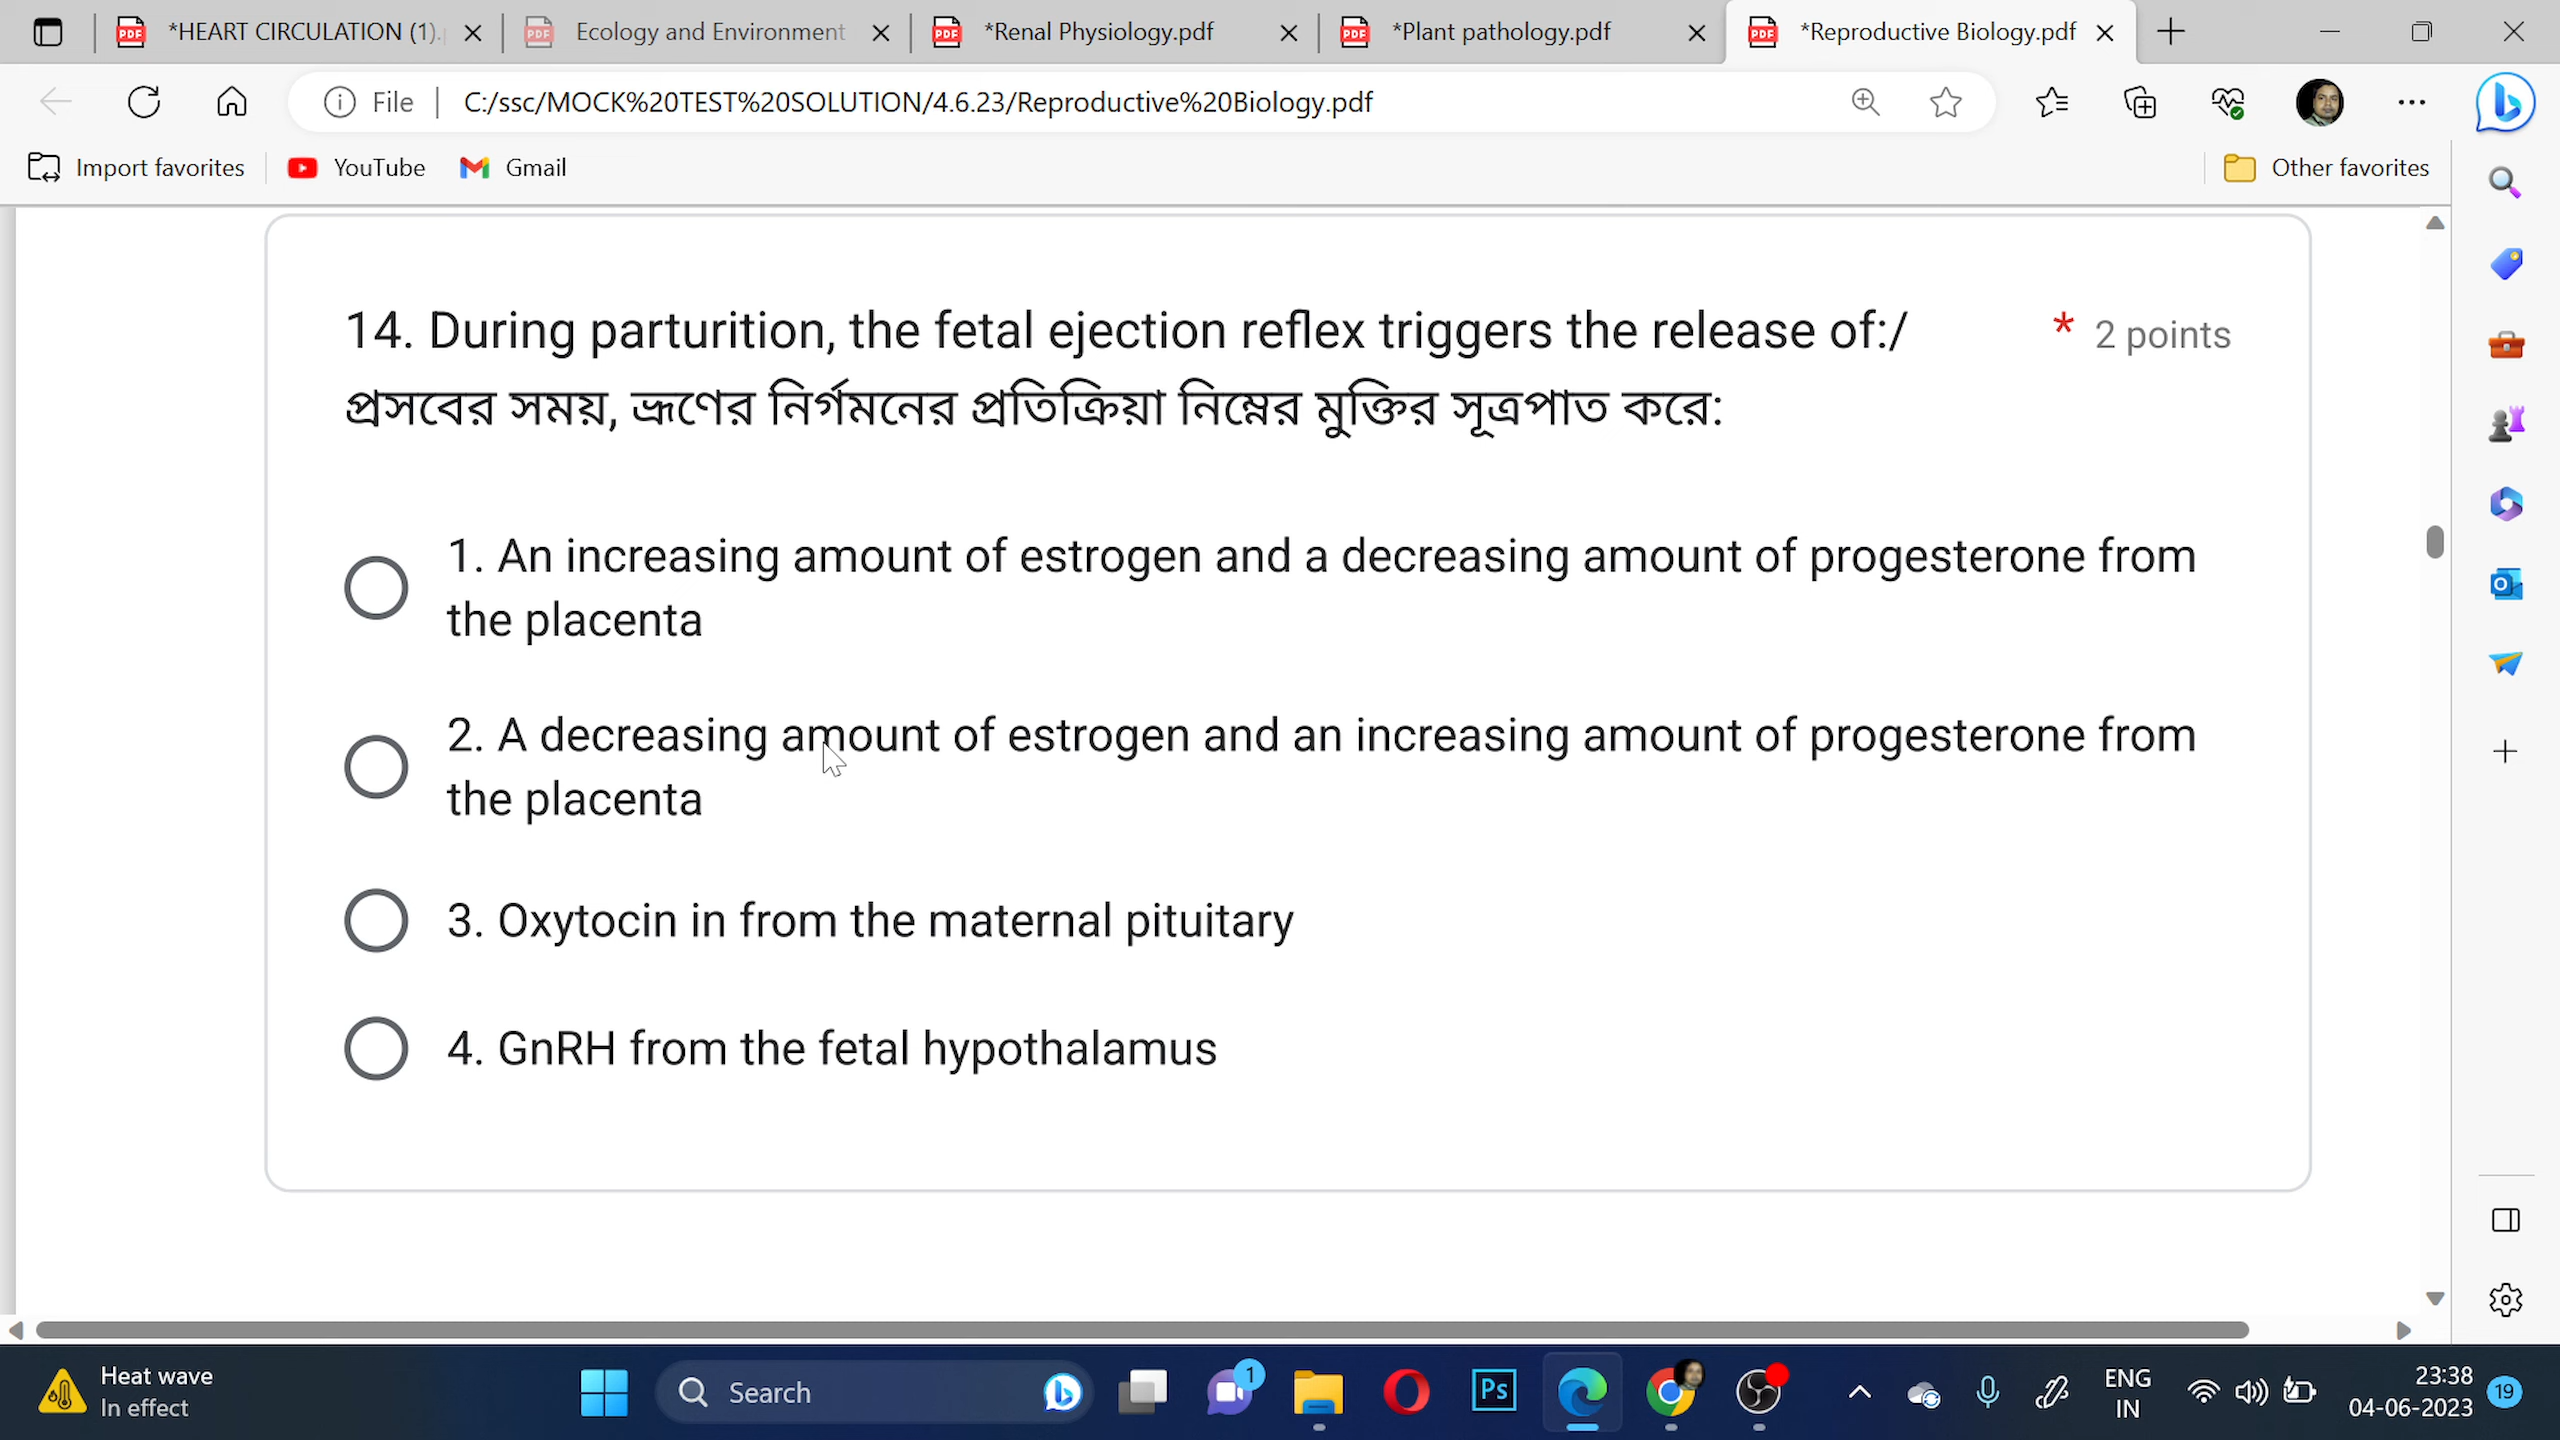 *HEART CIRCULATION (1).
Ecology and Environment
*Renal Physiology.pdf
*Plant pathology.pdf
*Reproductive Biology.pdf
File
C:/ssc/MOCK%20TEST%20SOLUTION/4.6.23/Reproductive%20Biology.pdf
Import favorites
YouTube
Gmail
Other favorites
14. During parturition, the fetal ejection reflex triggers the release of:/
* 2 points
প্রসবের সময়, ভ্রূণের নির্গমনের প্রতিক্রিয়া নিম্নের মুক্তির সূত্রপাত করে:
1. An increasing amount of estrogen and a decreasing amount of progesterone from
the placenta
2. A decreasing amount of estrogen and an increasing amount of progesterone from
the placenta
3. Oxytocin in from the maternal pituitary
4. GnRH from the fetal hypothalamus
Heat wave
In effect
Search
1
Ps
ENG
IN
23:38
04-06-2023
19